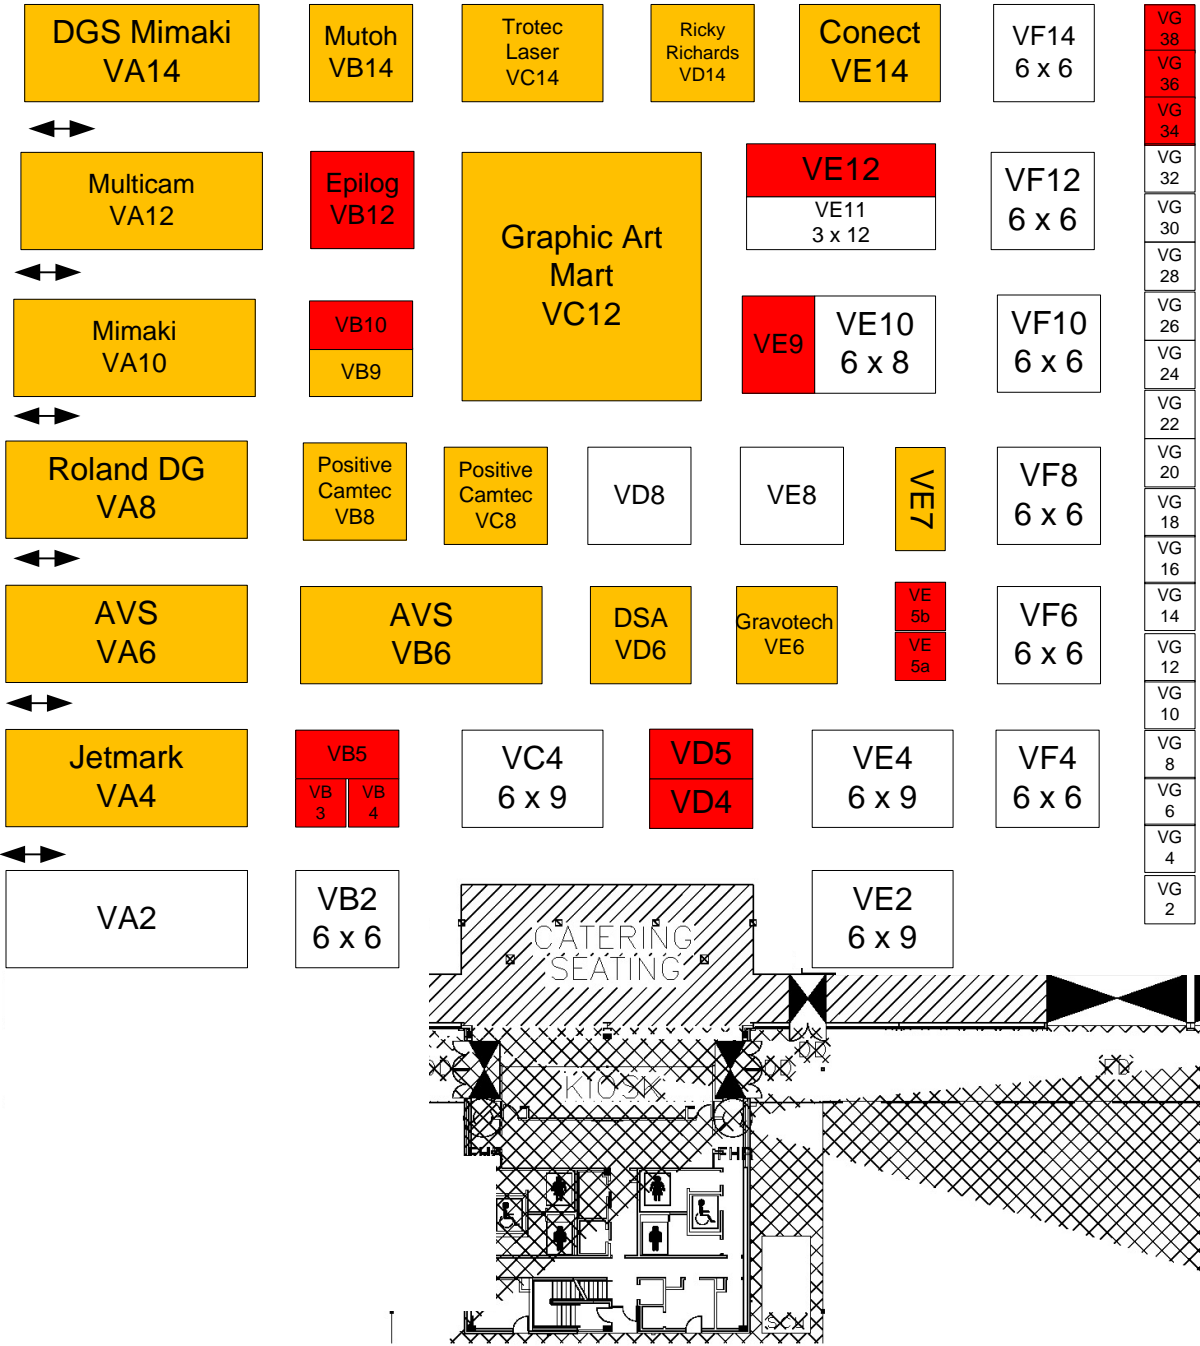 DGS Mimaki
VA14
Mutoh
VB14
Trotec
Laser
VC14
Ricky
Richards
VD14
Conect
VE14
VF14
6 x 6
VG
38
VG
36
VG
34
Multicam
VA12
Epilog
VB12
Graphic Art
Mart
VC12
VE12
VE11
3 x 12
VF12
6 x 6
VG
32
VG
30
VG
28
Mimaki
VA10
VB10
VB9
VE9
VE10
6 x 8
VF10
6 x 6
VG
26
VG
24
VG
22
Roland DG
VA8
Positive
Camtec
VB8
Positive
Camtec
VC8
VD8
VE8
VE7
VF8
6 x 6
VG
20
VG
18
VG
16
AVS
VA6
AVS
VB6
DSA
VD6
Gravotech
VE6
VE
5b
VE
5a
VF6
6 x 6
VG
14
VG
12
VG
10
Jetmark
VA4
VB5
VB
3
VB
4
VC4
6 x 9
VD5
VD4
VE4
6 x 9
VF4
6 x 6
VG
8
VG
6
VG
4
VA2
VB2
6 x 6
CATERING
SEATING
VE2
6 x 9
VG
2
DD
KIOSK
FHR